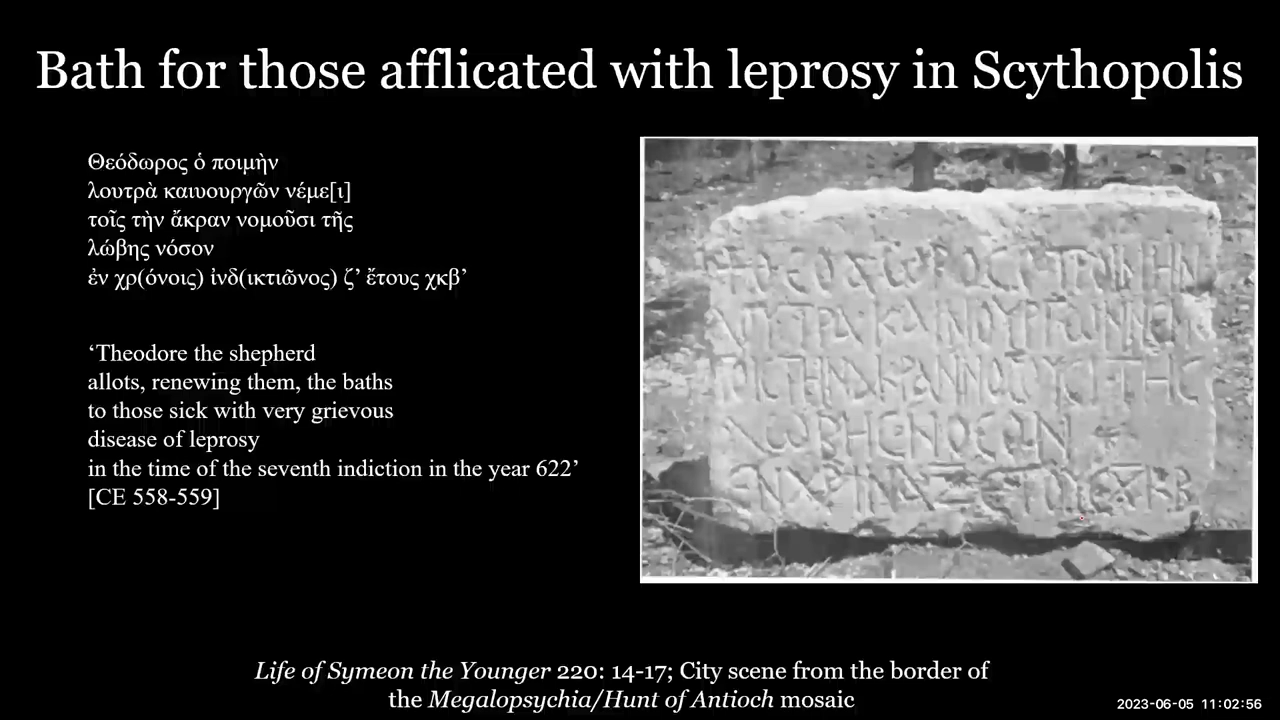 Bath for those afflicated with leprosy in Scythopolis
Θεόδωρος ὁ ποιμὴν
λουτρὰ καιυουργῶν νέμε[ι]
τοῖς τὴν ἄκραν νομοῦσι τῆς
λώβης νόσον
ἐν χρ(όνοις) ἰνδ(ικτιῶνος) ζ’ ἔτους χκβ’
‘Theodore the shepherd
allots, renewing them, the baths
to those sick with very grievous
disease of leprosy
in the time of the seventh indiction in the year 622’
[CE 558-559]
ΘΕΟΔωΡΟCΟΠΟΙΜΗΝ
ΛΟΥΤΡΑΚΑΙΝΟΥΡΓωΝ
ΤΟΙCΤΗΝΑΚΡΑΝΝΟCΟΥCΙΤΗC
ΛωΒΗCΝΟCΟΝ
Life of Symeon the Younger 220: 14-17; City scene from the border of
the Megalopsychia/Hunt of Antioch mosaic
2023-06-05 11:02:56